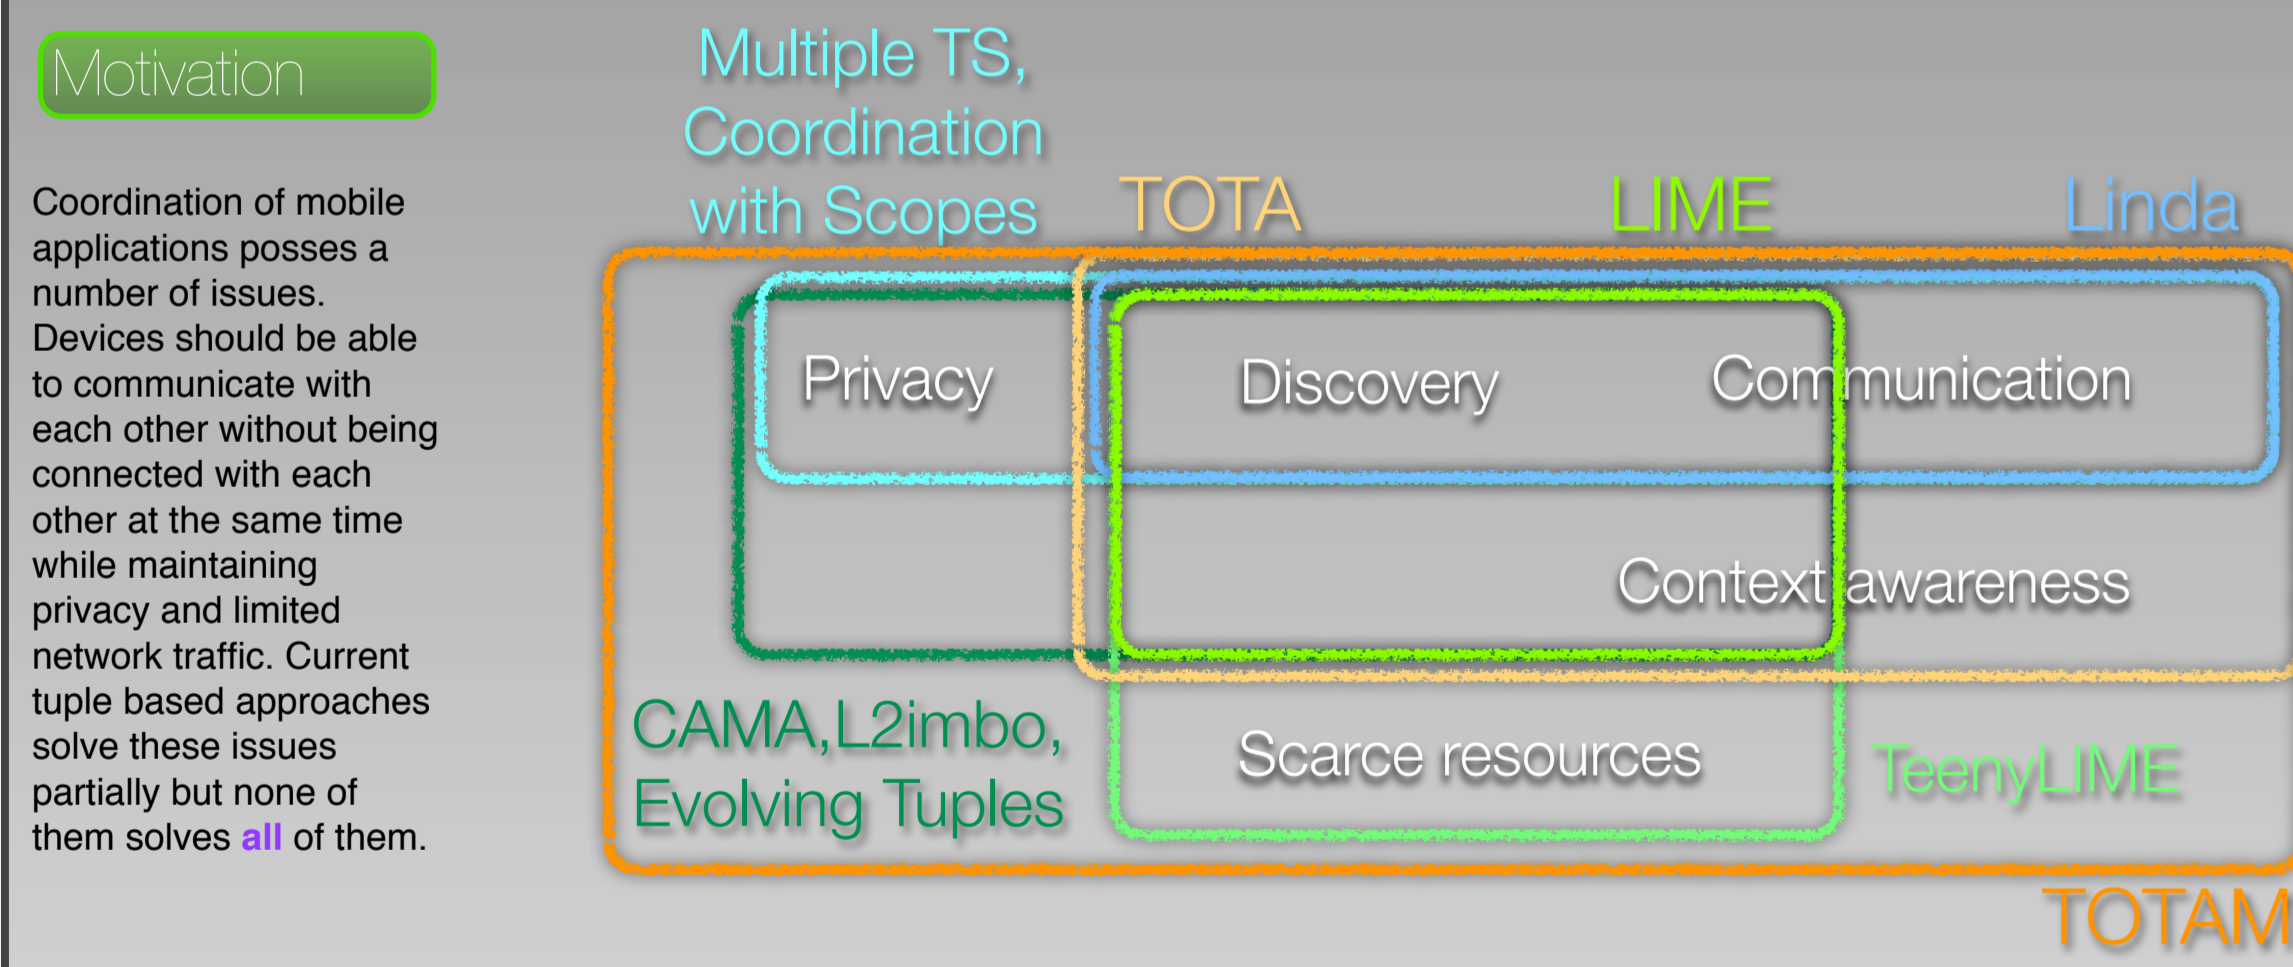 Motivation
Coordination of mobile
applications posses a
number of issues.
Devices should be able
to communicate with
each other without being
connected with each
other at the same time
while maintaining
privacy and limited
network traffic. Current
tuple based approaches
solve these issues
partially but none of
them solves all of them.
Multiple TS,
Coordination
with Scopes
TOTA
LIME
Linda
Privacy
Discovery
Communication
Context awareness
CAMA,L2imbo,
Evolving Tuples
Scarce resources
TeenyLIME
TOTAM